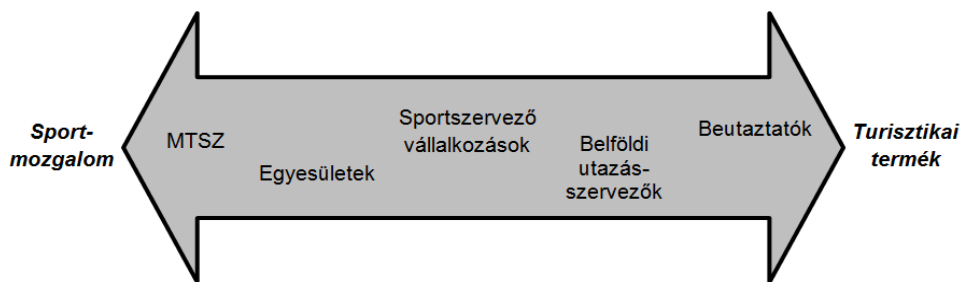 Sport-
mozgalom
MTSZ
Egyesületek
Sportszervező
vállalkozások
Belföldi
utazás-
szervezők
Beutaztatók
Turisztikai
termék